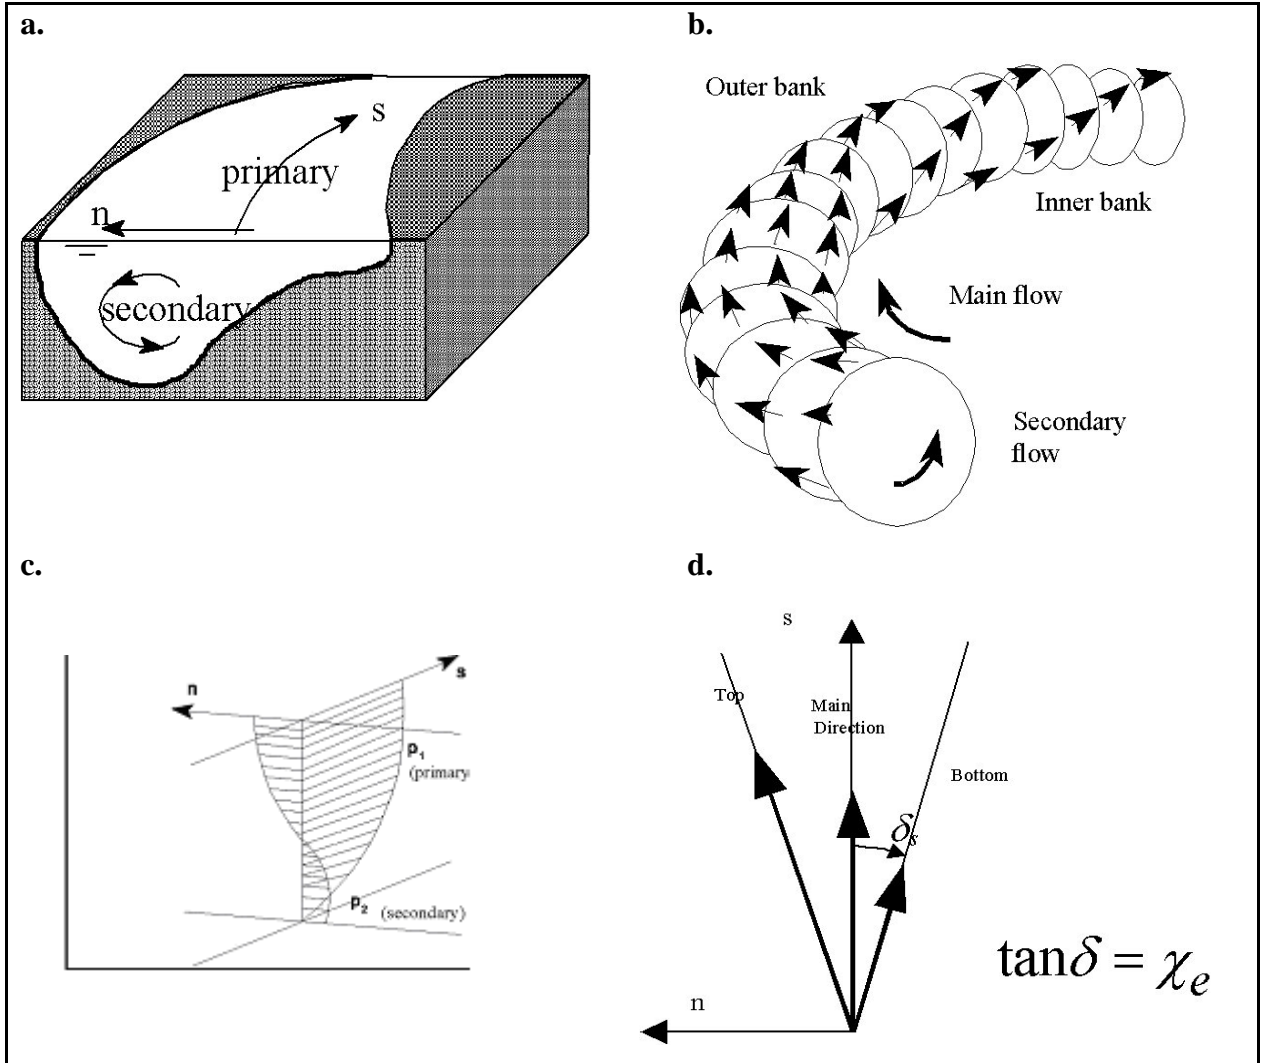 a.
s
primary
n
secondary
b.
Outer bank
Inner bank
Main flow
Secondary
flow
c.
n
s
p1
(primary
p2 (secondary)
d.
s
Top
Main
Direction
Bottom
δs
n
tanδ = χe